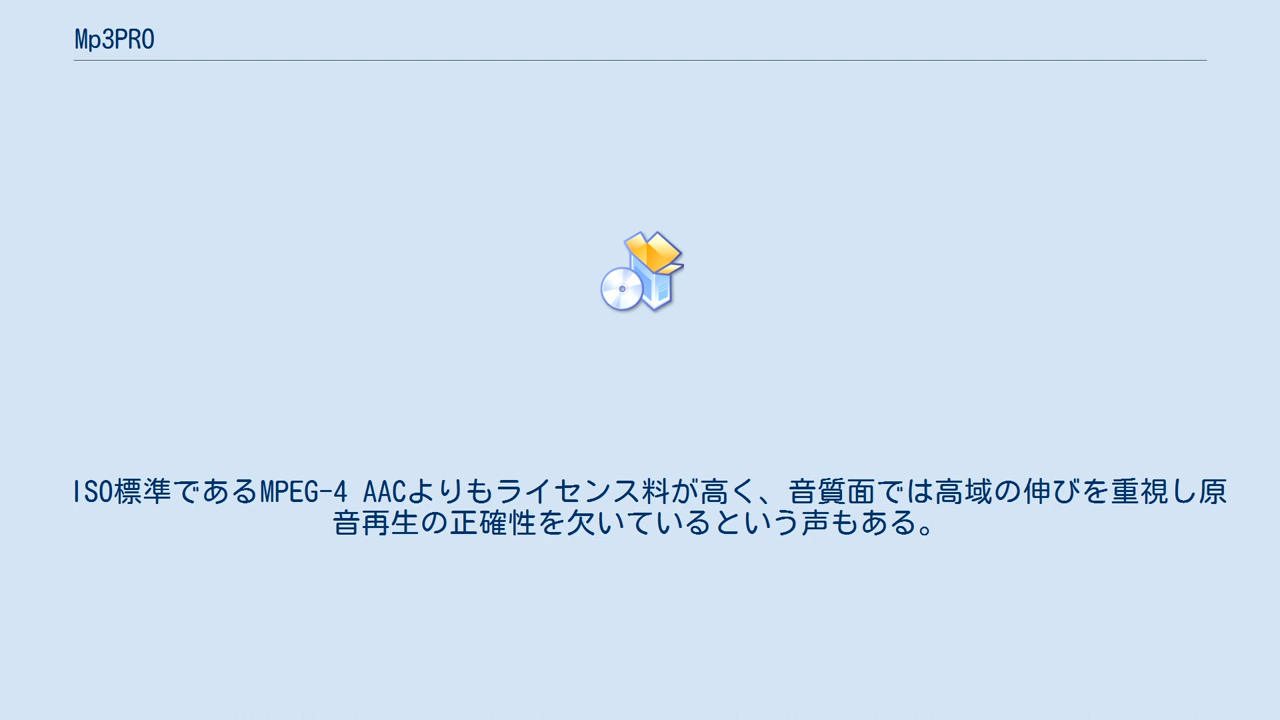 Mp3PRO
ISO標準であるMPEG-4 AACよりもライセンス料が高く、音質面では高域の伸びを重視し原
音再生の正確性を欠いているという声もある。